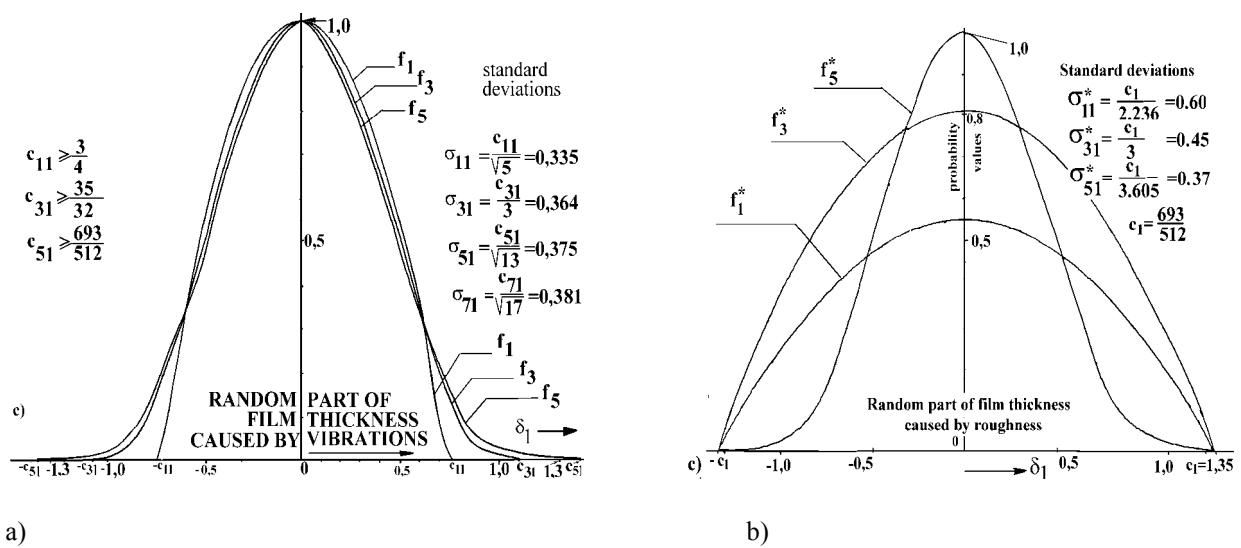 1,0
f1
f3
f5
standard
deviations
c11 ≥ 3/4
c31 ≥ 35/32
c51 ≥ 693/512
σ11 = c11/√5 = 0,335
σ31 = c31/3 = 0,364
σ51 = c51/√13 = 0,375
σ71 = c71/√17 = 0,381
0,5
f1
f3
f5
RANDOM PART OF
FILM THICKNESS
CAUSED BY VIBRATIONS
c)
δ1
-c51 -1,3 -c31 -1,0 -c11 -0,5 0 0,5 c11 1,0 c31 1,3 c51
a)
f5*
f3*
f1*
1,0
0,8
probability
values
0,5
Standard deviations
σ11* = c1/2.236 = 0.60
σ31* = c1/3 = 0.45
σ51* = c1/3.605 = 0.37
c1 = 693/512
Random part of film thickness
caused by roughness
0
c) -c1 -1,0 -0,5 δ1 0,5 1,0 c1=1,35
b)